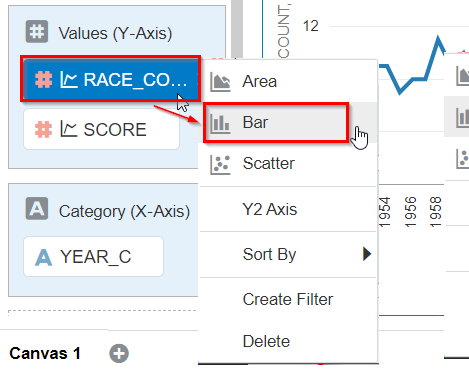 Values (Y-Axis)
RACE_CO...
SCORE
Category (X-Axis)
A
A YEAR_C
Area
Bar
Scatter
Y2 Axis
Sort By
Create Filter
Delete
COUNT,
12
1954
1956
1958
Canvas 1